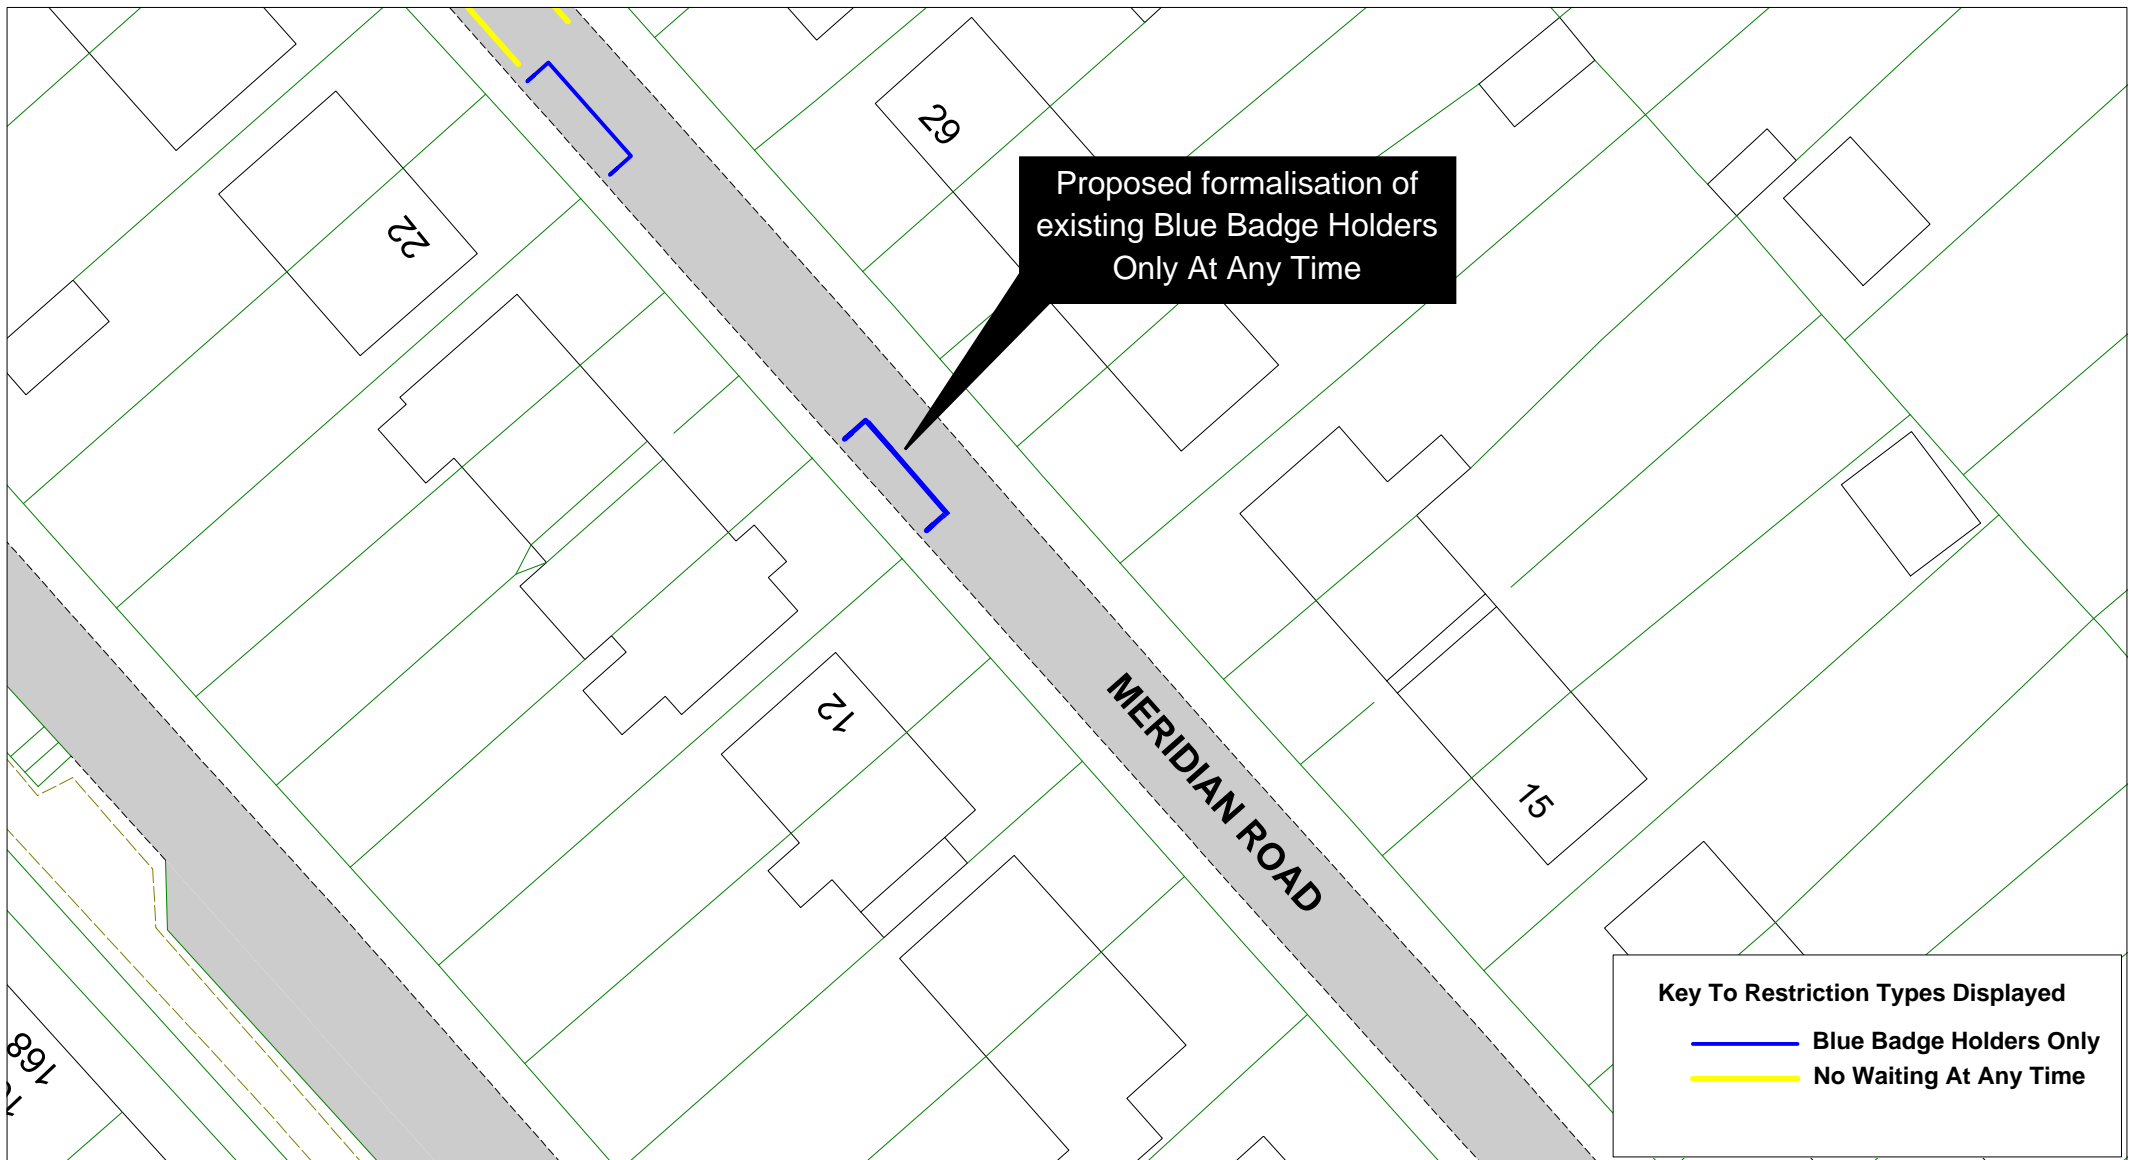 29
Proposed formalisation of
existing Blue Badge Holders
Only At Any Time
22
12
MERIDIAN ROAD
15
168
Key To Restriction Types Displayed
Blue Badge Holders Only
No Waiting At Any Time